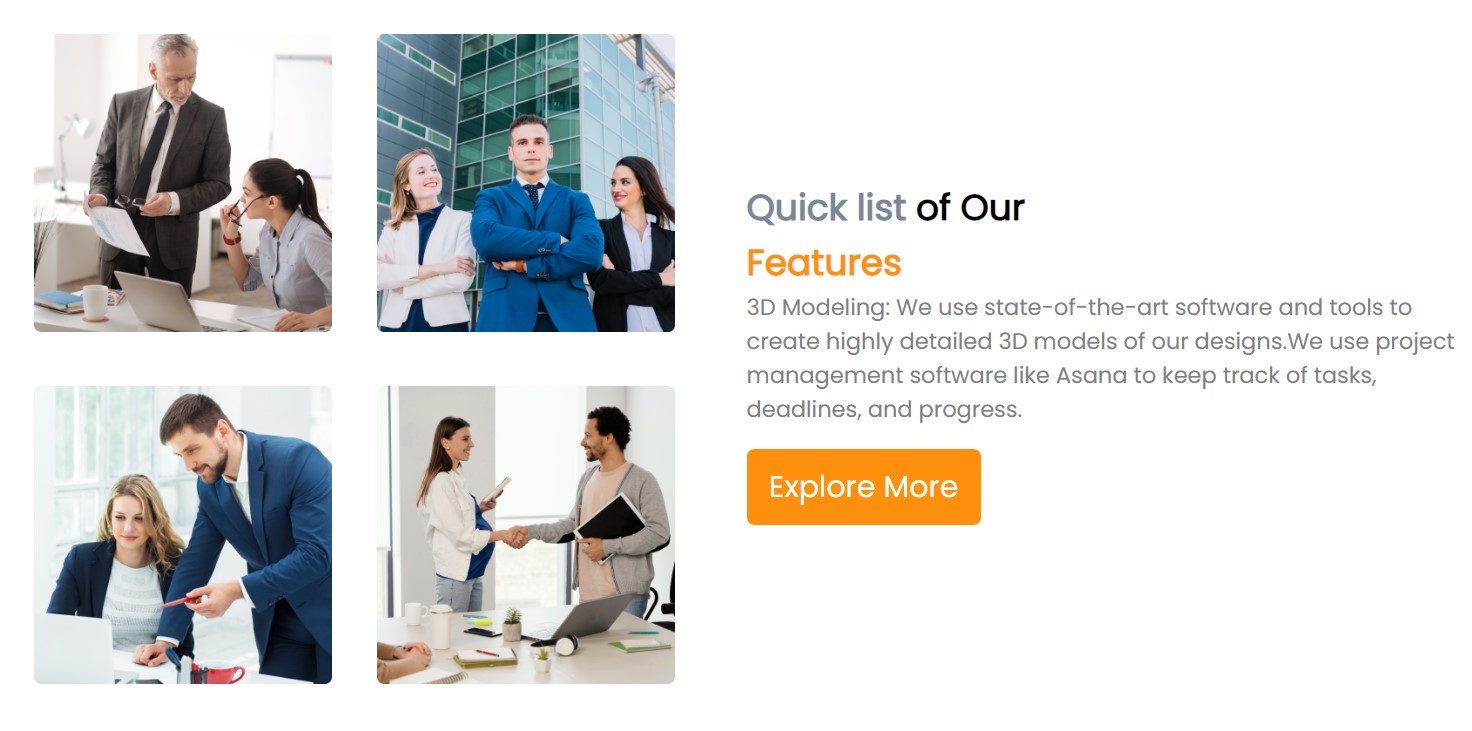 Quick list of Our
Features
3D Modeling: We use state-of-the-art software and tools to
create highly detailed 3D models of our designs.We use project
management software like Asana to keep track of tasks,
deadlines, and progress.
Explore More